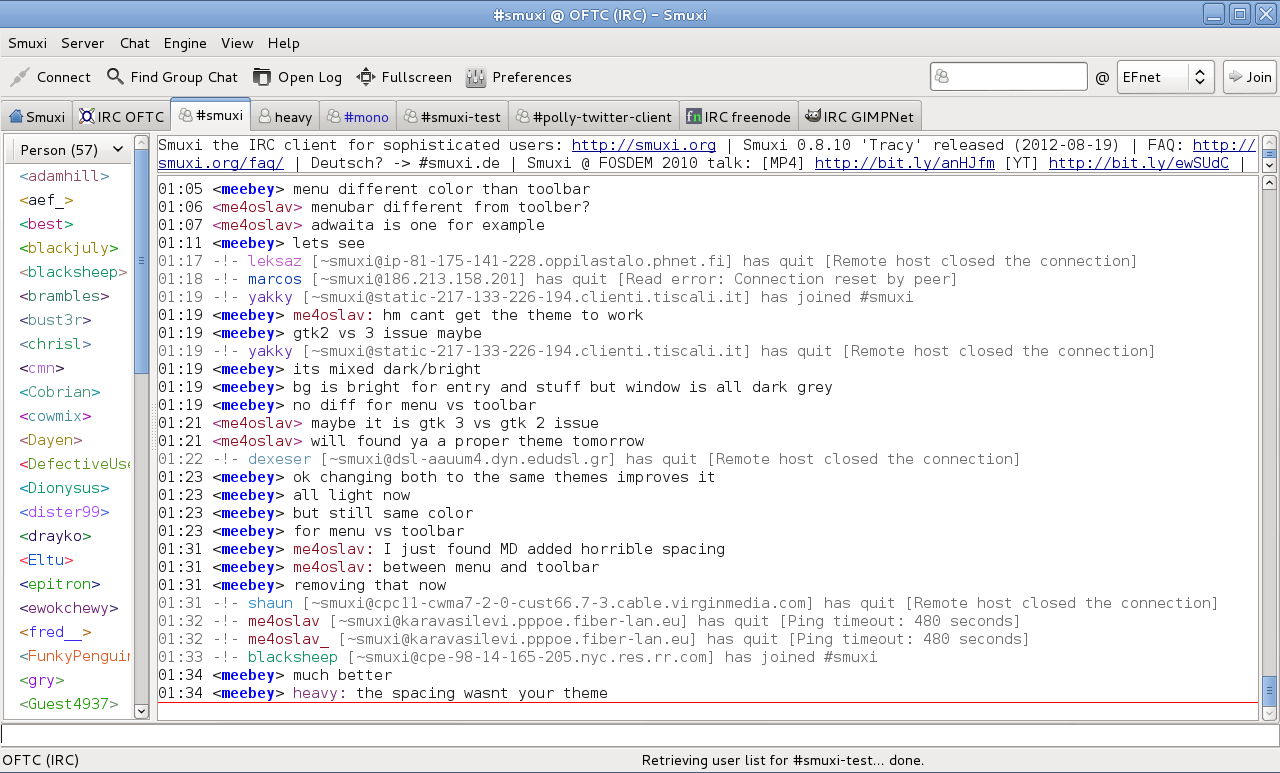 #smuxi @ OFTC (IRC) – Smuxi
Smuxi Server Chat Engine View Help
Connect Find Group Chat Open Log Fullscreen Preferences @ EFnet Join
Smuxi IRC OFTC #smuxi heavy #mono #smuxi-test #polly-twitter-client IRC freenode IRC GIMPNet
Person (57)
<adamhill>
<aef_>
<best>
<blackjuly>
<blacksheep>
<brambles>
<bust3r>
<chrisl>
<cmn>
<Cobrian>
<cowmix>
<Dayen>
<DefectiveUse
<Dionysus>
<dister99>
<drayko>
<Eltu>
<epitron>
<ewokchewy>
<fred__>
<FunkyPenguin
<gry>
<Guest4937>
Smuxi the IRC client for sophisticated users: http://smuxi.org | Smuxi 0.8.10 'Tracy' released (2012-08-19) | FAQ: http://
smuxi.org/faq/ | Deutsch? -> #smuxi.de | Smuxi @ FOSDEM 2010 talk: [MP4] http://bit.ly/anHJfm [YT] http://bit.ly/ewSUdC |
01:05 <meebey> menu different color than toolbar
01:06 <me4oslav> menubar different from toolber?
01:07 <me4oslav> adwaita is one for example
01:11 <meebey> lets see
01:17 -!- leksaz [~smuxi@ip-81-175-141-228.oppilastalo.phnet.fi] has quit [Remote host closed the connection]
01:18 -!- marcos [~smuxi@186.213.158.201] has quit [Read error: Connection reset by peer]
01:19 -!- yakky [~smuxi@static-217-133-226-194.clienti.tiscali.it] has joined #smuxi
01:19 <meebey> me4oslav: hm cant get the theme to work
01:19 <meebey> gtk2 vs 3 issue maybe
01:19 -!- yakky [~smuxi@static-217-133-226-194.clienti.tiscali.it] has quit [Remote host closed the connection]
01:19 <meebey> its mixed dark/bright
01:19 <meebey> bg is bright for entry and stuff but window is all dark grey
01:19 <meebey> no diff for menu vs toolbar
01:21 <me4oslav> maybe it is gtk 3 vs gtk 2 issue
01:21 <me4oslav> will found ya a proper theme tomorrow
01:22 -!- dexeser [~smuxi@dsl-aauum4.dyn.edudsl.gr] has quit [Remote host closed the connection]
01:23 <meebey> ok changing both to the same themes improves it
01:23 <meebey> all light now
01:23 <meebey> but still same color
01:23 <meebey> for menu vs toolbar
01:31 <meebey> me4oslav: I just found MD added horrible spacing
01:31 <meebey> me4oslav: between menu and toolbar
01:31 <meebey> removing that now
01:31 -!- shaun [~smuxi@cpc11-cwma7-2-0-cust66.7-3.cable.virginmedia.com] has quit [Remote host closed the connection]
01:32 -!- me4oslav [~smuxi@karavasilevi.pppoe.fiber-lan.eu] has quit [Ping timeout: 480 seconds]
01:32 -!- me4oslav_ [~smuxi@karavasilevi.pppoe.fiber-lan.eu] has quit [Ping timeout: 480 seconds]
01:33 -!- blacksheep [~smuxi@cpe-98-14-165-205.nyc.res.rr.com] has joined #smuxi
01:34 <meebey> much better
01:34 <meebey> heavy: the spacing wasnt your theme
OFTC (IRC) Retrieving user list for #smuxi-test... done.